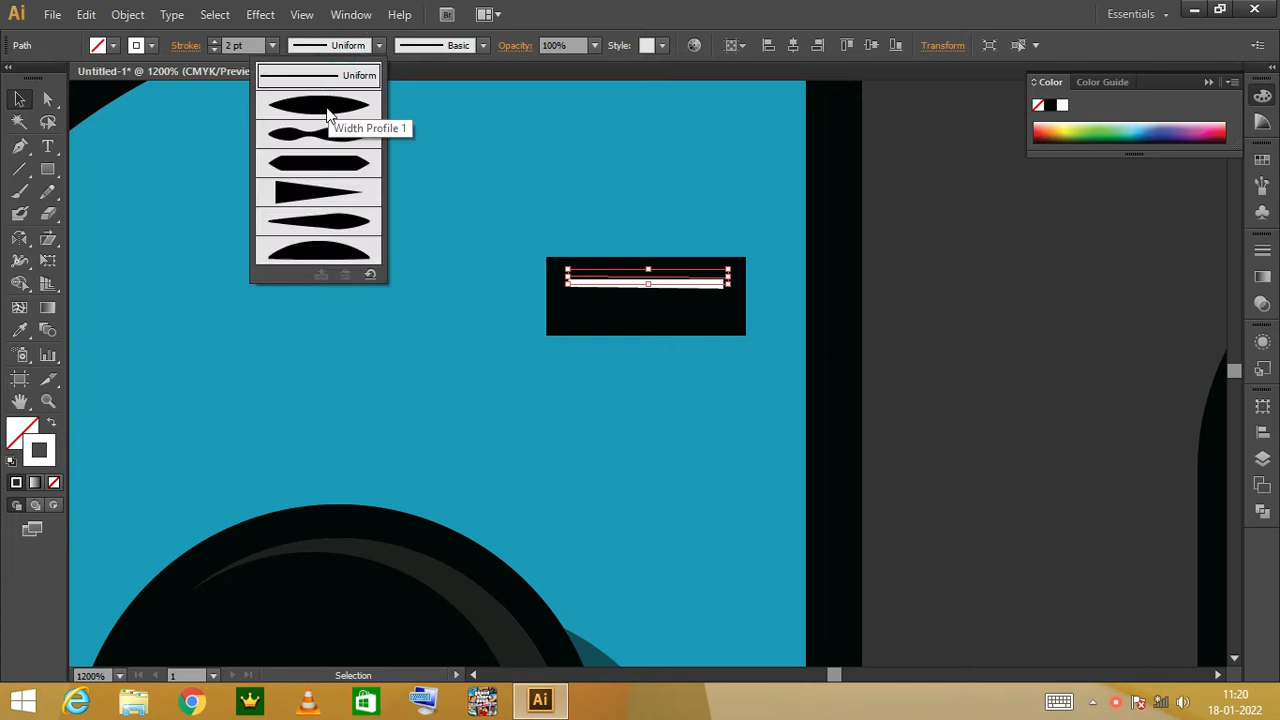 Ai File Edit Object Type Select Effect View Window Help Br Essentials
Path Stroke: 2 pt Uniform Basic Opacity: 100% Style: Transform
Untitled-1* @ 1200% (CMYK/Preview
Uniform
Width Profile 1
Color Color Guide
T
1200% 1 Selection
Ai
11:20
18-01-2022